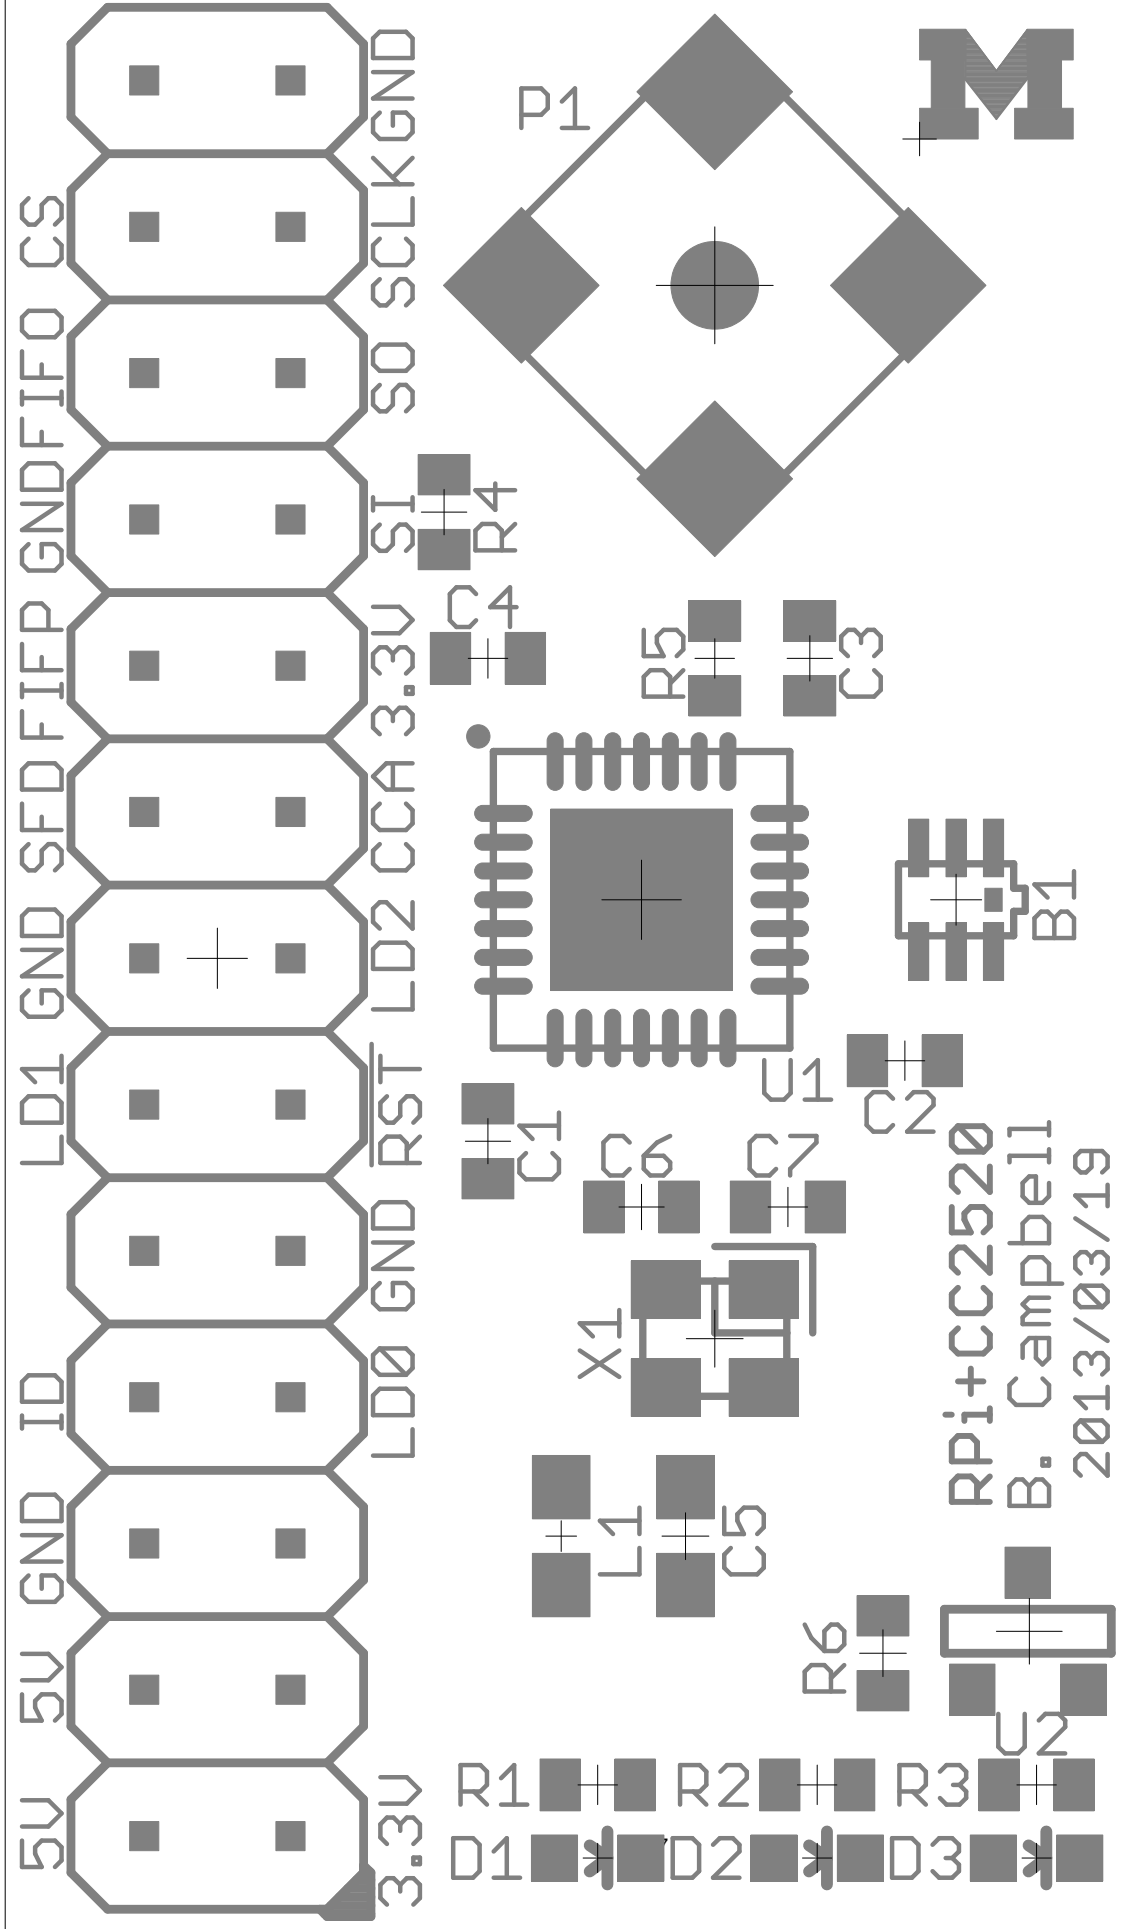 M
P1
GND
SCLK
CS
SO
FIFO
SI
GND
R4
C4
3.3V
FIFP
R5
C3
CCA
SFD
LD2
GND
B1
U1
C2
RST
LD1
C1
C6
C7
GND
X1
LD0
ID
RPi+CC2520
B. Campbell
2013/03/19
GND
L1
C5
5V
R6
U2
5V
3.3V
R1
R2
R3
D1
D2
D3